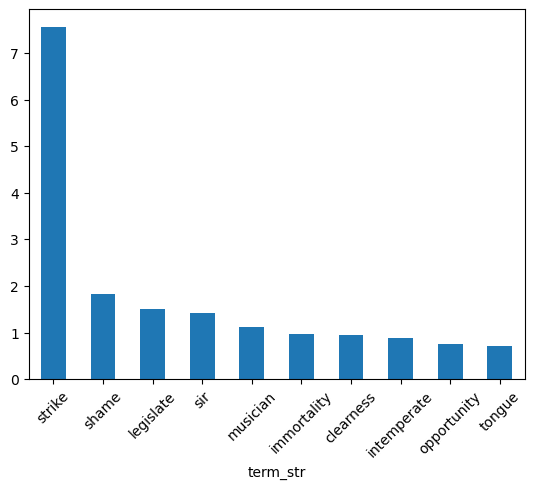 7
6
5
4
3
2
1
0
strike
shame
legislate
sir
musician
immortality
clearness
intemperate
opportunity
tongue
term_str